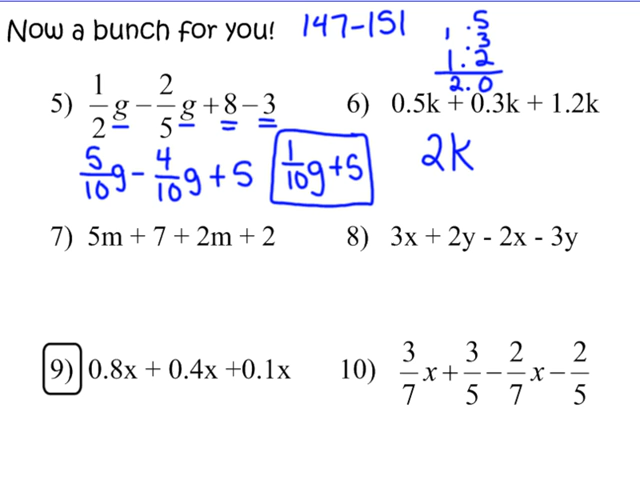 Now a bunch for you! 147-151
1 .5
.3
1.2
2.0
5) 1/2 g - 2/5 g + 8 - 3
6) 0.5k + 0.3k + 1.2k
5/10 g - 4/10 g + 5 1/10 g + 5
2k
7) 5m + 7 + 2m + 2
8) 3x + 2y - 2x - 3y
9) 0.8x + 0.4x +0.1x
10) 3/7 x + 3/5 - 2/7 x - 2/5